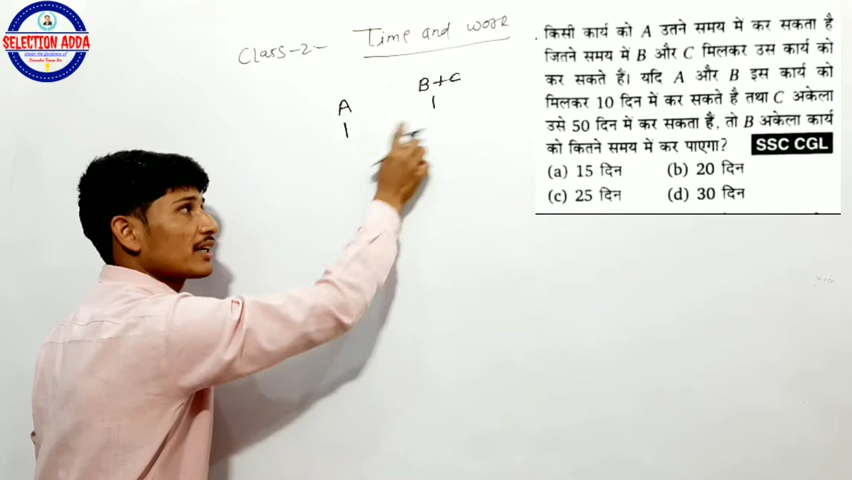 SELECTION ADDA
Class-2- Time and work
A B+C
1 1
किसी कार्य को A उतने समय में कर सकता है
जितने समय में B और C मिलकर उस कार्य को
कर सकते हैं। यदि A और B इस कार्य को
मिलकर 10 दिन में कर सकते है तथा C अकेला
उसे 50 दिन में कर सकता है, तो B अकेला कार्य
को कितने समय में कर पाएगा? SSC CGL
(a) 15 दिन (b) 20 दिन
(c) 25 दिन (d) 30 दिन